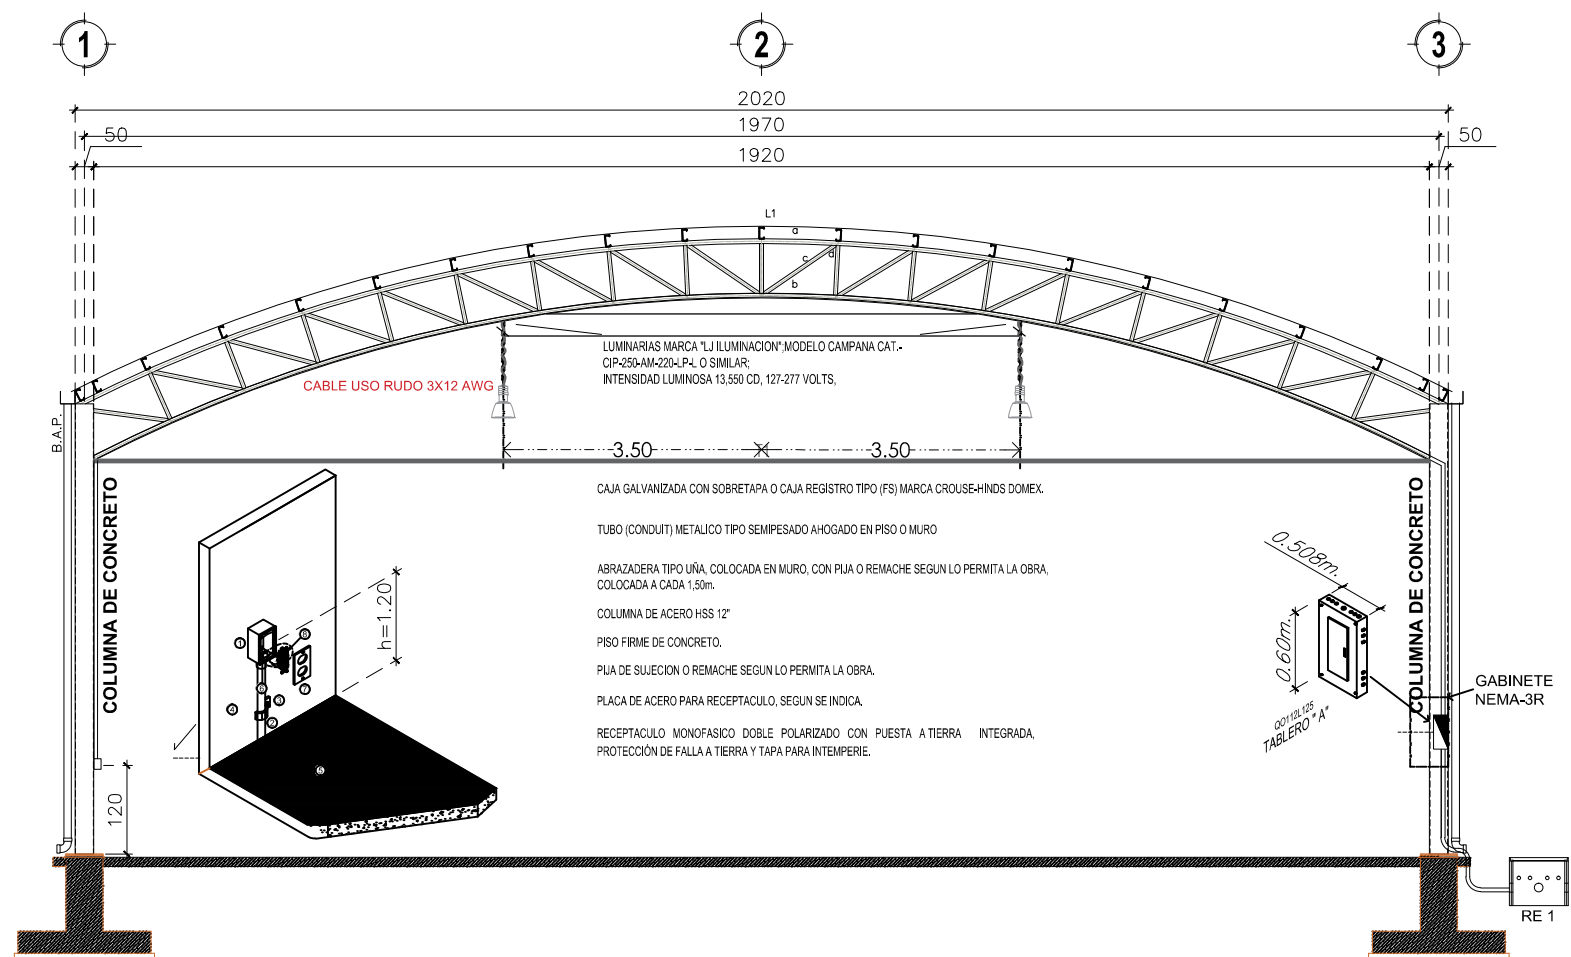 1
2
3
2020
1970
50
50
1920
L1
a
c
d
b
LUMINARIAS MARCA "LJ ILUMINACION";MODELO CAMPANA CAT.-
CIP-250-AM-220-LP-L O SIMILAR;
INTENSIDAD LUMINOSA 13,550 CD, 127-277 VOLTS,
CABLE USO RUDO 3X12 AWG
B.A.P.
3.50
3.50
COLUMNA DE CONCRETO
CAJA GALVANIZADA CON SOBRETAPA O CAJA REGISTRO TIPO (FS) MARCA CROUSE-HINDS DOMEX.
TUBO (CONDUIT) METALICO TIPO SEMIPESADO AHOGADO EN PISO O MURO
ABRAZADERA TIPO UÑA, COLOCADA EN MURO, CON PIJA O REMACHE SEGUN LO PERMITA LA OBRA,
COLOCADA A CADA 1,50m.
COLUMNA DE ACERO HSS 12"
PISO FIRME DE CONCRETO.
PIJA DE SUJECION O REMACHE SEGUN LO PERMITA LA OBRA.
PLACA DE ACERO PARA RECEPTACULO, SEGUN SE INDICA.
RECEPTACULO MONOFASICO DOBLE POLARIZADO CON PUESTA A TIERRA INTEGRADA,
PROTECCIÓN DE FALLA A TIERRA Y TAPA PARA INTEMPERIE.
h=1.20
1
6
7
3
4
2
5
120
0.508m.
0.60m.
QO112L125
TABLERO "A"
COLUMNA DE CONCRETO
GABINETE
NEMA-3R
RE 1